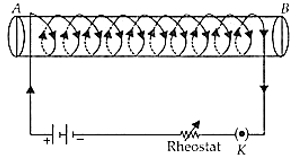 A B
+ −
Rheostat K